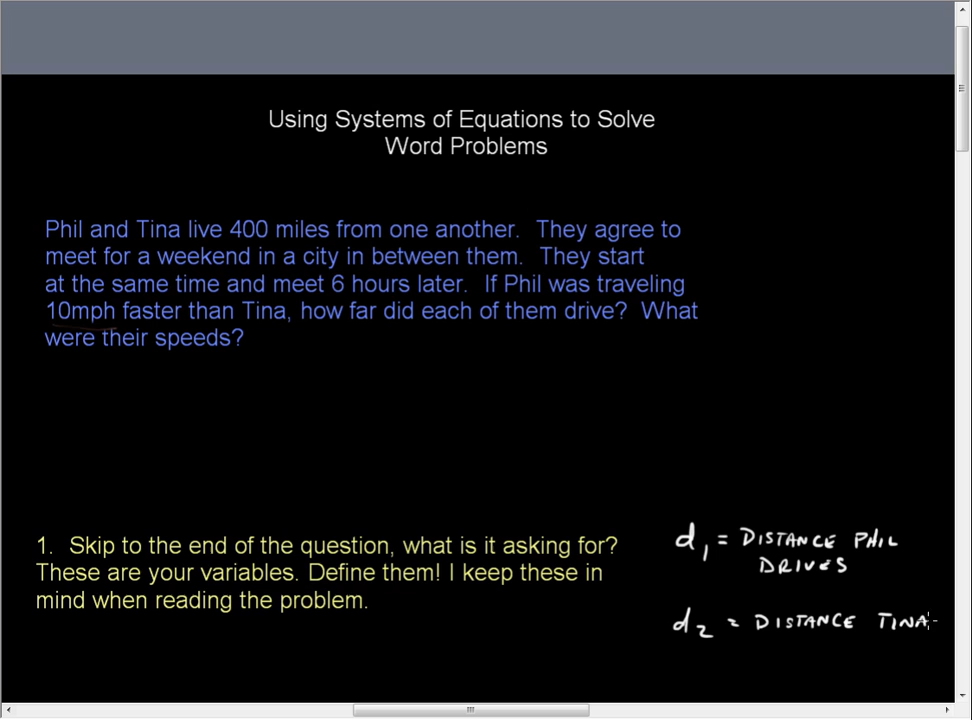 Using Systems of Equations to Solve
Word Problems
Phil and Tina live 400 miles from one another. They agree to
meet for a weekend in a city in between them. They start
at the same time and meet 6 hours later. If Phil was traveling
10mph faster than Tina, how far did each of them drive? What
were their speeds?
1. Skip to the end of the question, what is it asking for?
These are your variables. Define them! I keep these in
mind when reading the problem.
d₁ = DISTANCE PHIL
DRIVES
d₂ = DISTANCE TINA